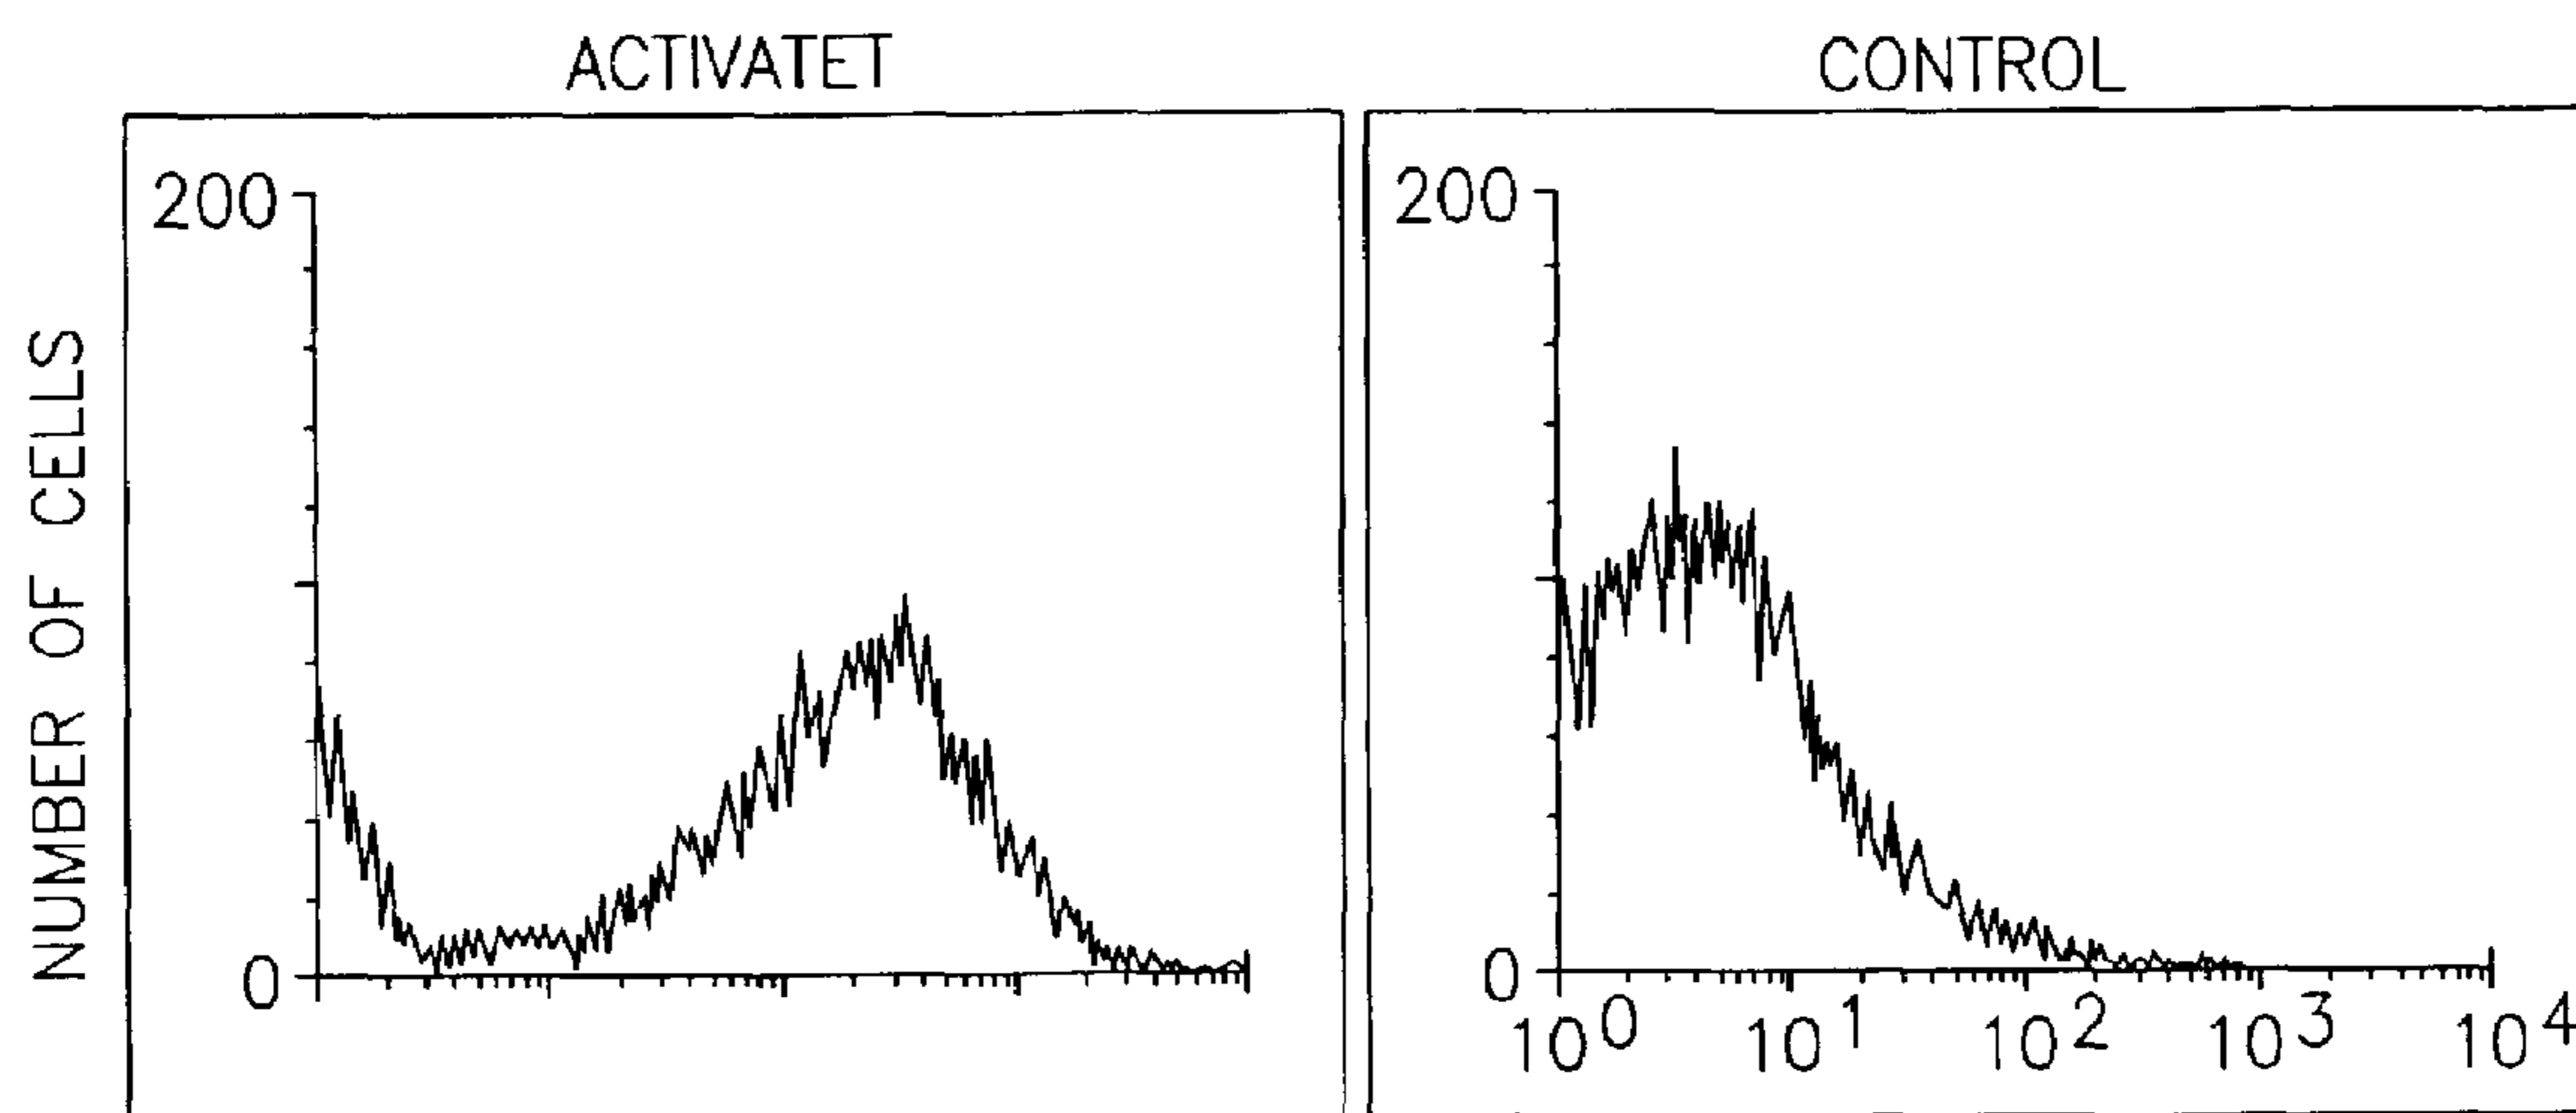 ACTIVATET
CONTROL
NUMBER OF CELLS
200
0
200
0
10^0 10^1 10^2 10^3 10^4